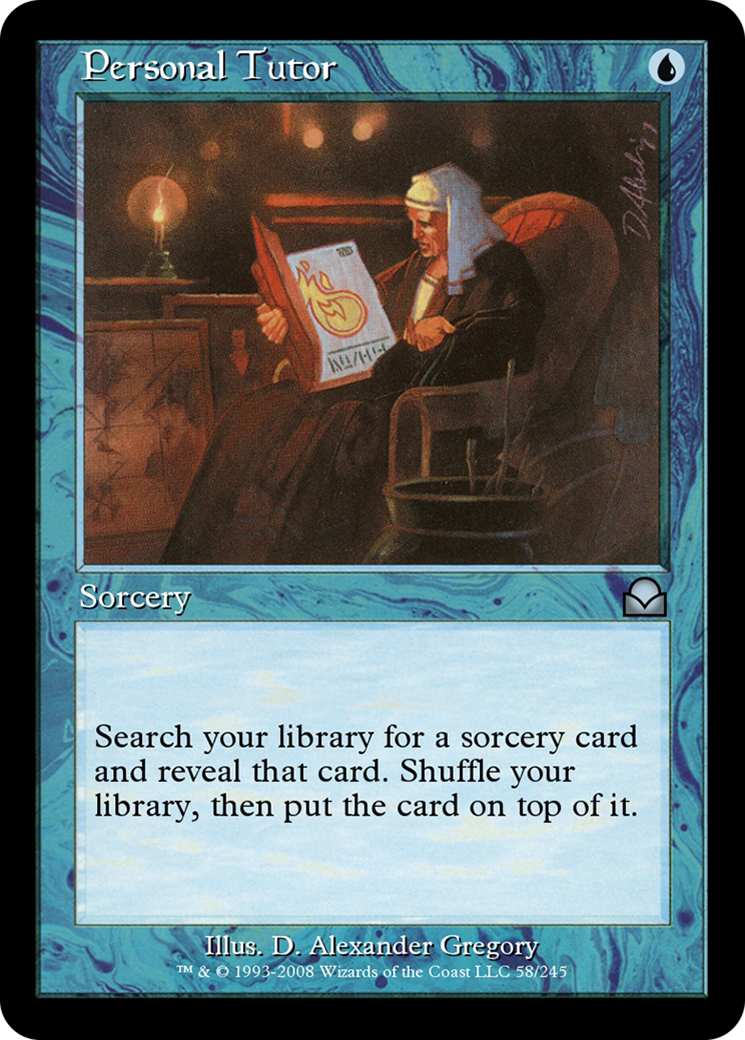 Personal Tutor
Sorcery
Search your library for a sorcery card
and reveal that card. Shuffle your
library, then put the card on top of it.
Illus. D. Alexander Gregory
™ & © 1993-2008 Wizards of the Coast LLC 58/245